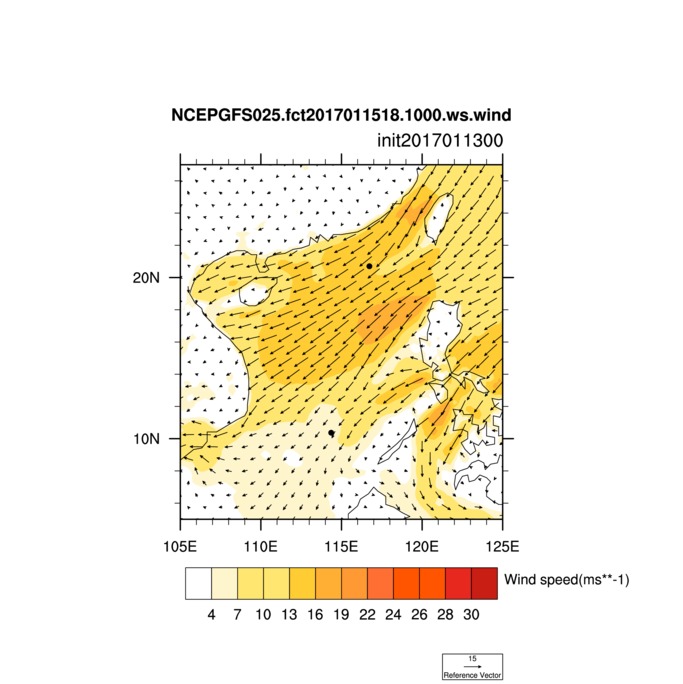 NCEPGFS025.fct2017011518.1000.ws.wind
init2017011300
20N
10N
105E 110E 115E 120E 125E
Wind speed(ms**-1)
4 7 10 13 16 19 22 24 26 28 30
15
Reference Vector